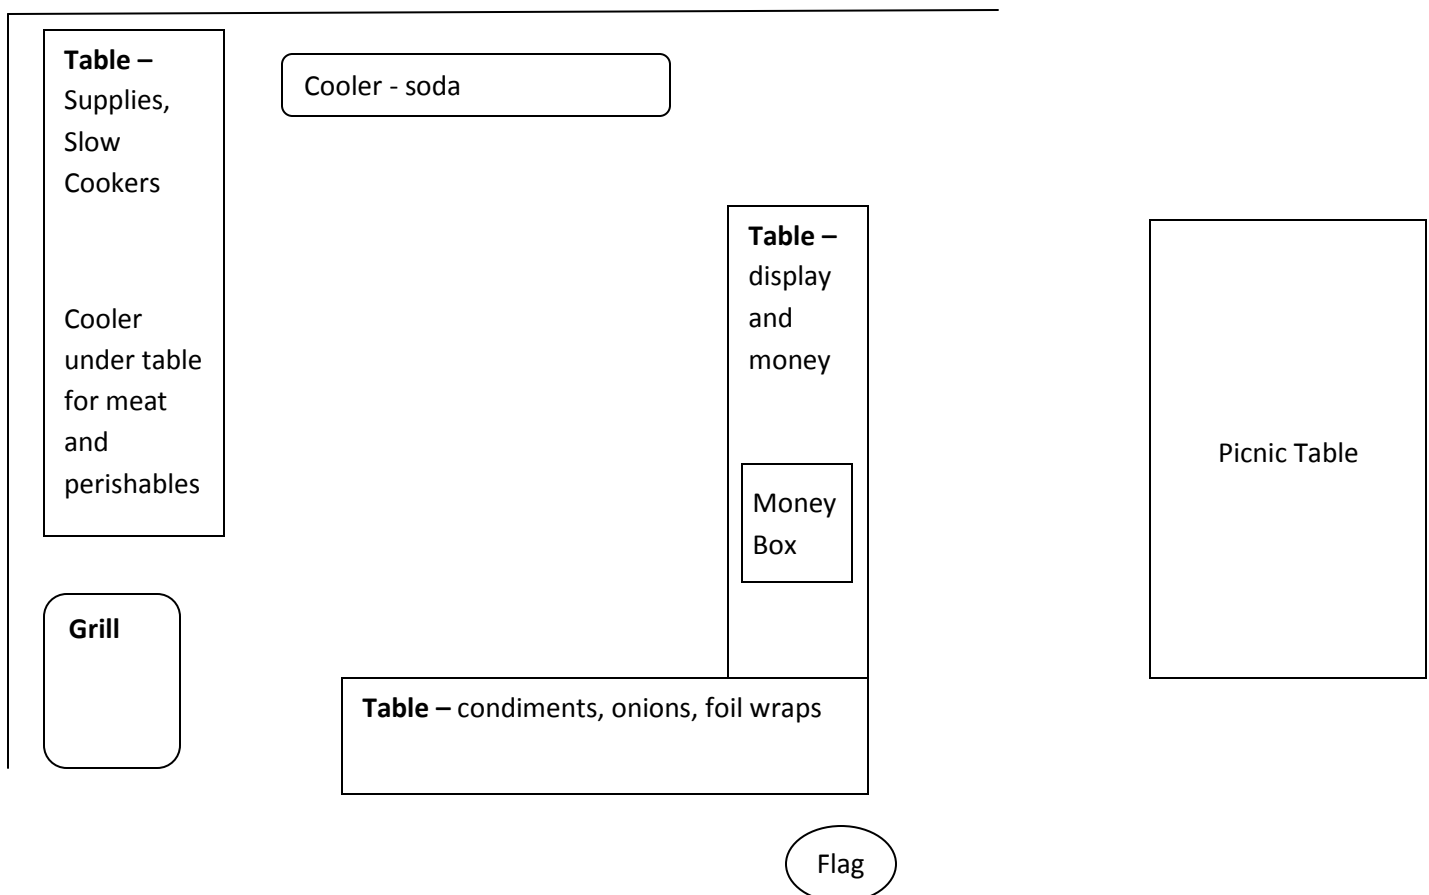 Table –
Supplies,
Slow
Cookers
Cooler
under table
for meat
and
perishables
Cooler - soda
Table –
display
and
money
Money
Box
Picnic Table
Grill
Table – condiments, onions, foil wraps
Flag